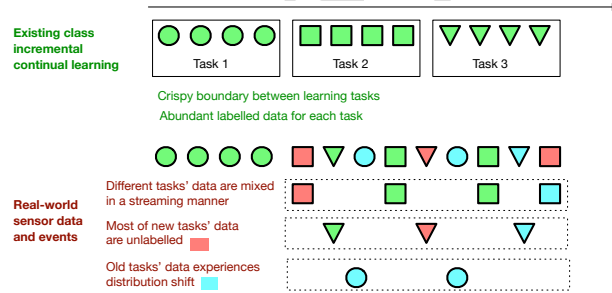 Existing class
incremental
continual learning
Task 1
Task 2
Task 3
Crispy boundary between learning tasks
Abundant labelled data for each task
Real-world
sensor data
and events
Different tasks' data are mixed
in a streaming manner
Most of new tasks' data
are unlabelled
Old tasks' data experiences
distribution shift